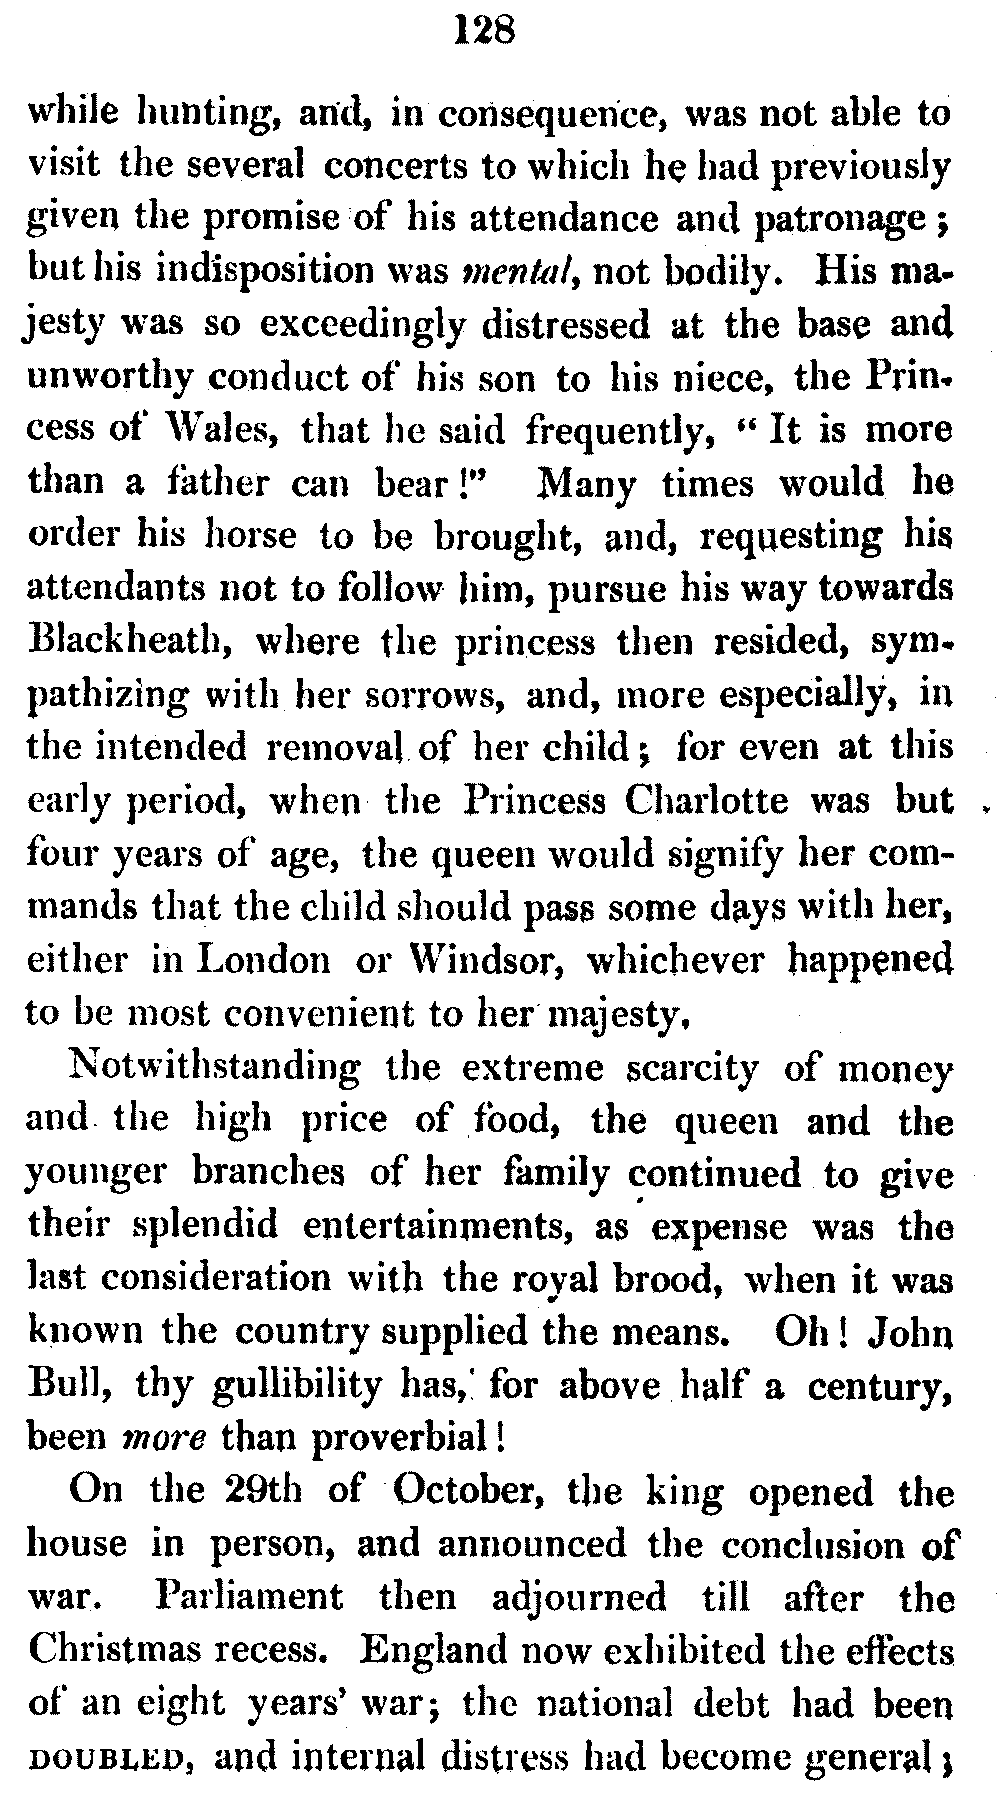 128
while hunting, and, in consequence, was not able to
visit the several concerts to which he had previously
given the promise of his attendance and patronage;
but his indisposition was mental, not bodily. His ma-
jesty was so exceedingly distressed at the base and
unworthy conduct of his son to his niece, the Prin-
cess of Wales, that he said frequently, “ It is more
than a father can bear!” Many times would he
order his horse to be brought, and, requesting his
attendants not to follow him, pursue his way towards
Blackheath, where the princess then resided, sym-
pathizing with her sorrows, and, more especially, in
the intended removal of her child; for even at this
early period, when the Princess Charlotte was but
four years of age, the queen would signify her com-
mands that the child should pass some days with her,
either in London or Windsor, whichever happened
to be most convenient to her majesty.
Notwithstanding the extreme scarcity of money
and the high price of food, the queen and the
younger branches of her family continued to give
their splendid entertainments, as expense was the
last consideration with the royal brood, when it was
known the country supplied the means. Oh! John
Bull, thy gullibility has, for above half a century,
been more than proverbial!
On the 29th of October, the king opened the
house in person, and announced the conclusion of
war. Parliament then adjourned till after the
Christmas recess. England now exhibited the effects
of an eight years’ war; the national debt had been
DOUBLED, and internal distress had become general;